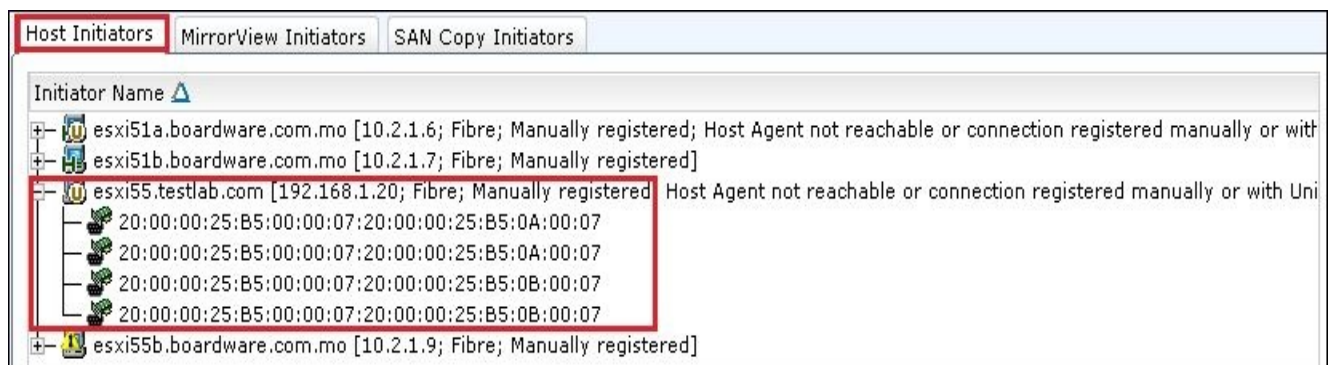 Host Initiators MirrorView Initiators SAN Copy Initiators
Initiator Name
esxi51a.boardware.com.mo [10.2.1.6; Fibre; Manually registered; Host Agent not reachable or connection registered manually or with
esxi51b.boardware.com.mo [10.2.1.7; Fibre; Manually registered]
esxi55.testlab.com [192.168.1.20; Fibre; Manually registered; Host Agent not reachable or connection registered manually or with Uni
20:00:00:25:B5:00:00:07:20:00:00:25:B5:0A:00:07
20:00:00:25:B5:00:00:07:20:00:00:25:B5:0A:00:07
20:00:00:25:B5:00:00:07:20:00:00:25:B5:0B:00:07
20:00:00:25:B5:00:00:07:20:00:00:25:B5:0B:00:07
esxi55b.boardware.com.mo [10.2.1.9; Fibre; Manually registered]